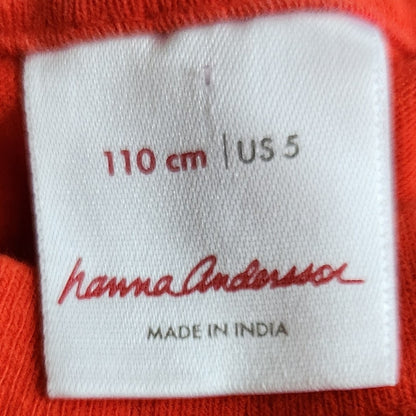 110 cm | US 5
hanna Andersson
MADE IN INDIA